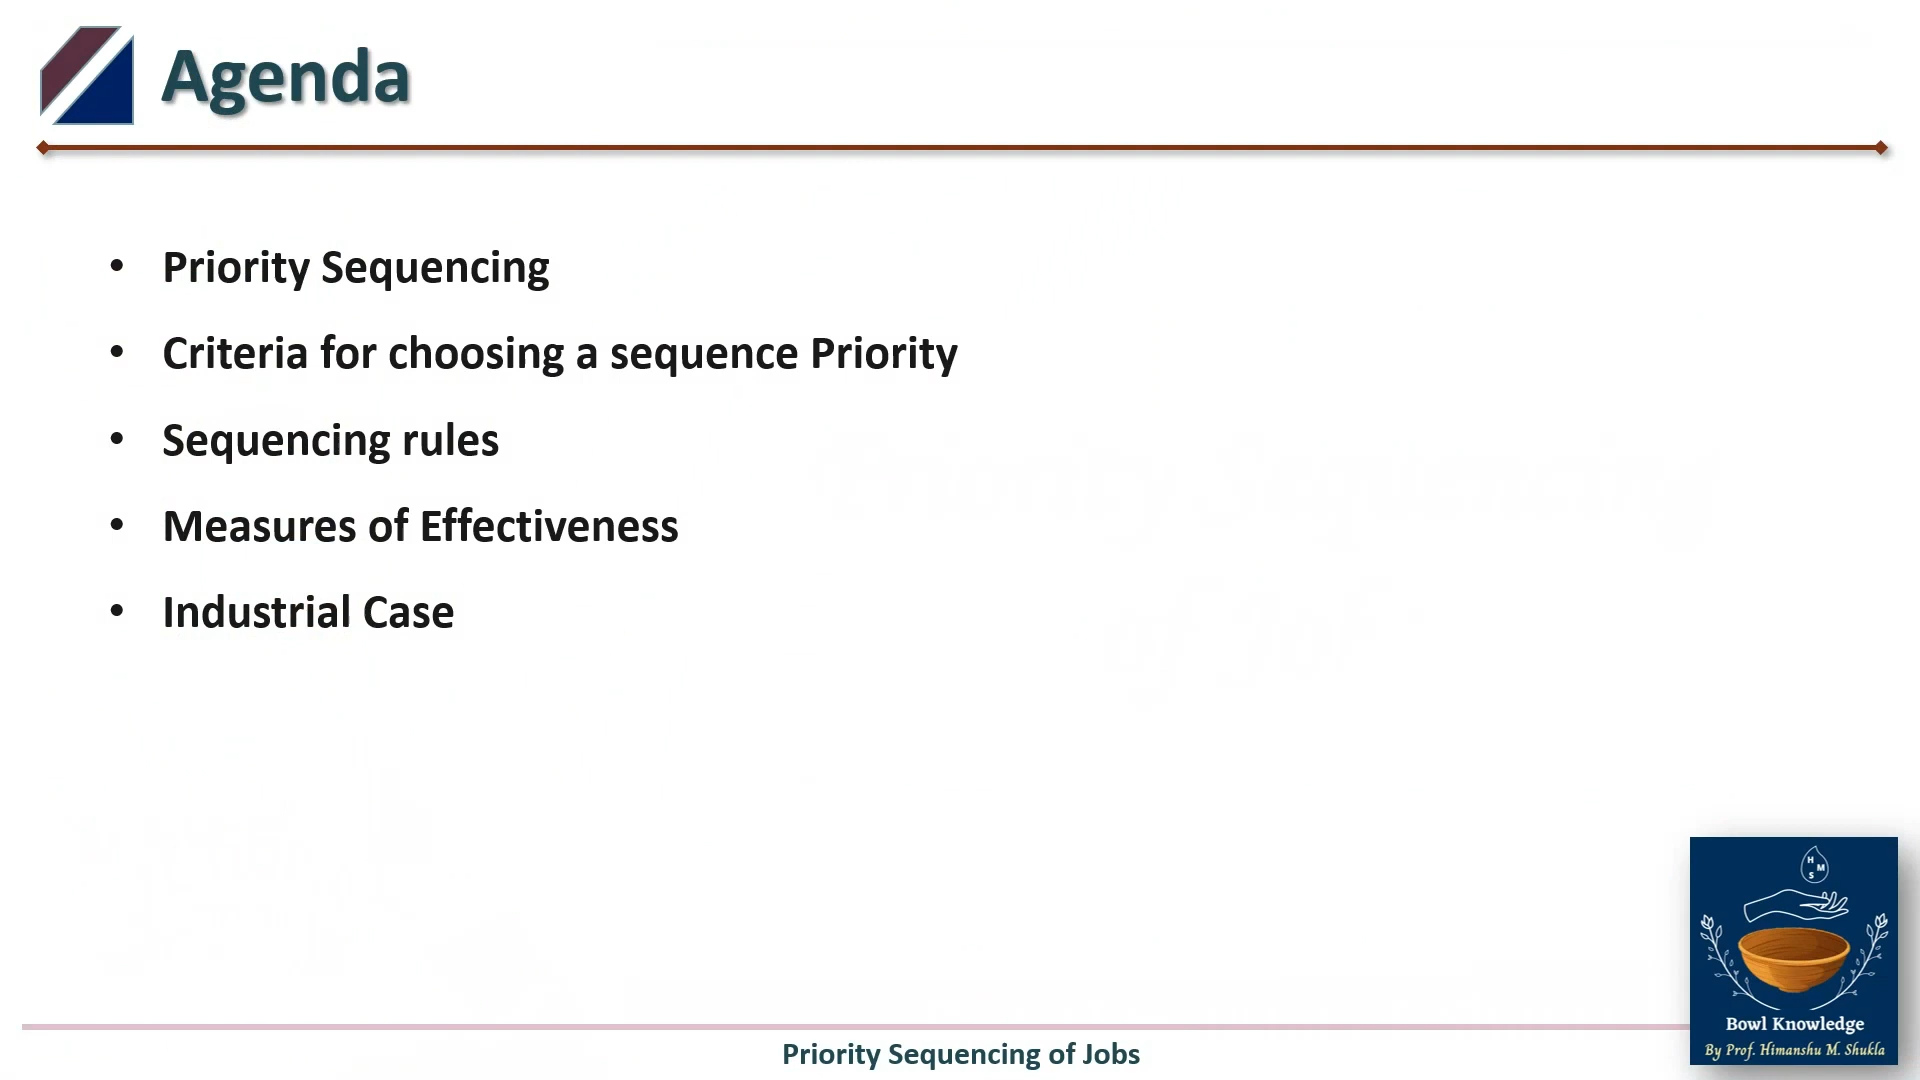 Agenda
• Priority Sequencing
• Criteria for choosing a sequence Priority
• Sequencing rules
• Measures of Effectiveness
• Industrial Case
H
M
S
Bowl Knowledge
By Prof. Himanshu M. Shukla
Priority Sequencing of Jobs